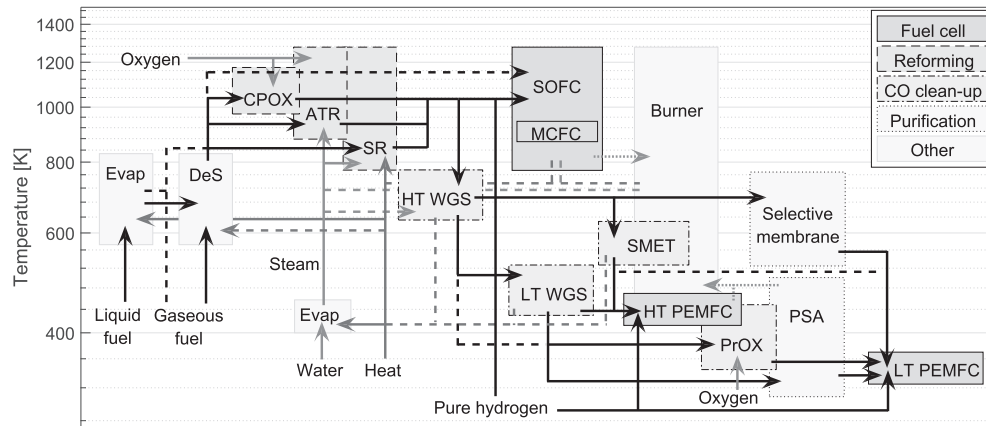 1400
1200
1000
800
600
400
Temperature [K]
Oxygen
CPOX
ATR
SR
Evap
DeS
Liquid
fuel
Gaseous
fuel
Steam
Evap
Water
Heat
HT WGS
LT WGS
SOFC
MCFC
Burner
SMET
Selective
membrane
HT PEMFC
PrOX
PSA
LT PEMFC
Oxygen
Pure hydrogen
Fuel cell
Reforming
CO clean-up
Purification
Other